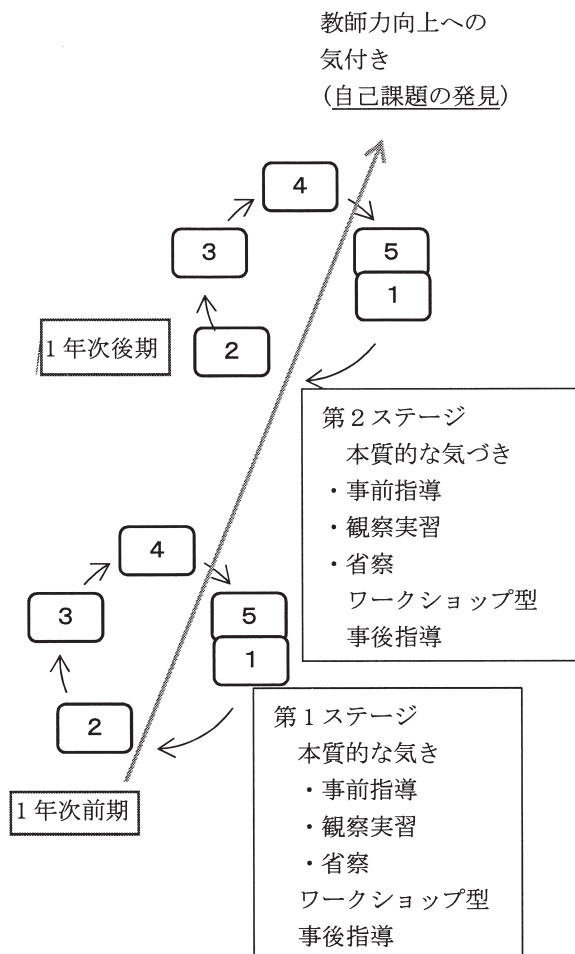 教師力向上への
気付き
(自己課題の発見)
4
3
5
1
2
1年次後期
第2ステージ
本質的な気づき
・事前指導
・観察実習
・省察
ワークショップ型
事後指導
4
3
5
1
2
1年次前期
第1ステージ
本質的な気き
・事前指導
・観察実習
・省察
ワークショップ型
事後指導